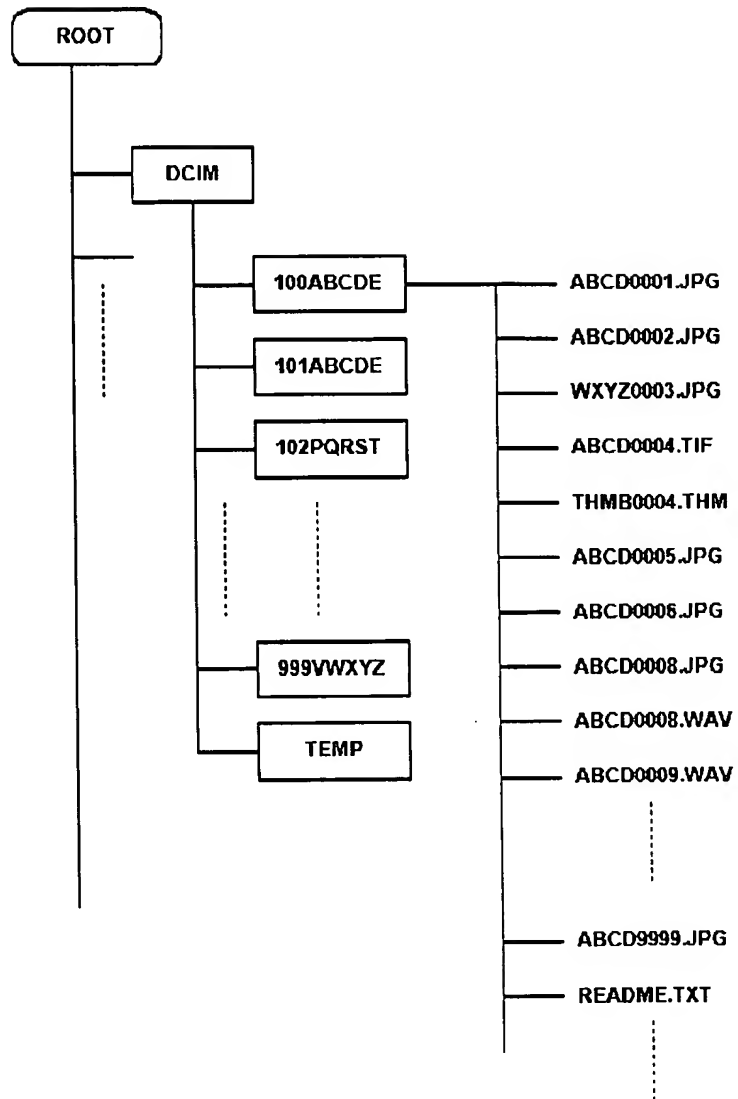 ROOT
DCIM
100ABCDE
101ABCDE
102PQRST
999VWXYZ
TEMP
ABCD0001.JPG
ABCD0002.JPG
WXYZ0003.JPG
ABCD0004.TIF
THMB0004.THM
ABCD0005.JPG
ABCD0006.JPG
ABCD0008.JPG
ABCD0008.WAV
ABCD0009.WAV
ABCD9999.JPG
README.TXT